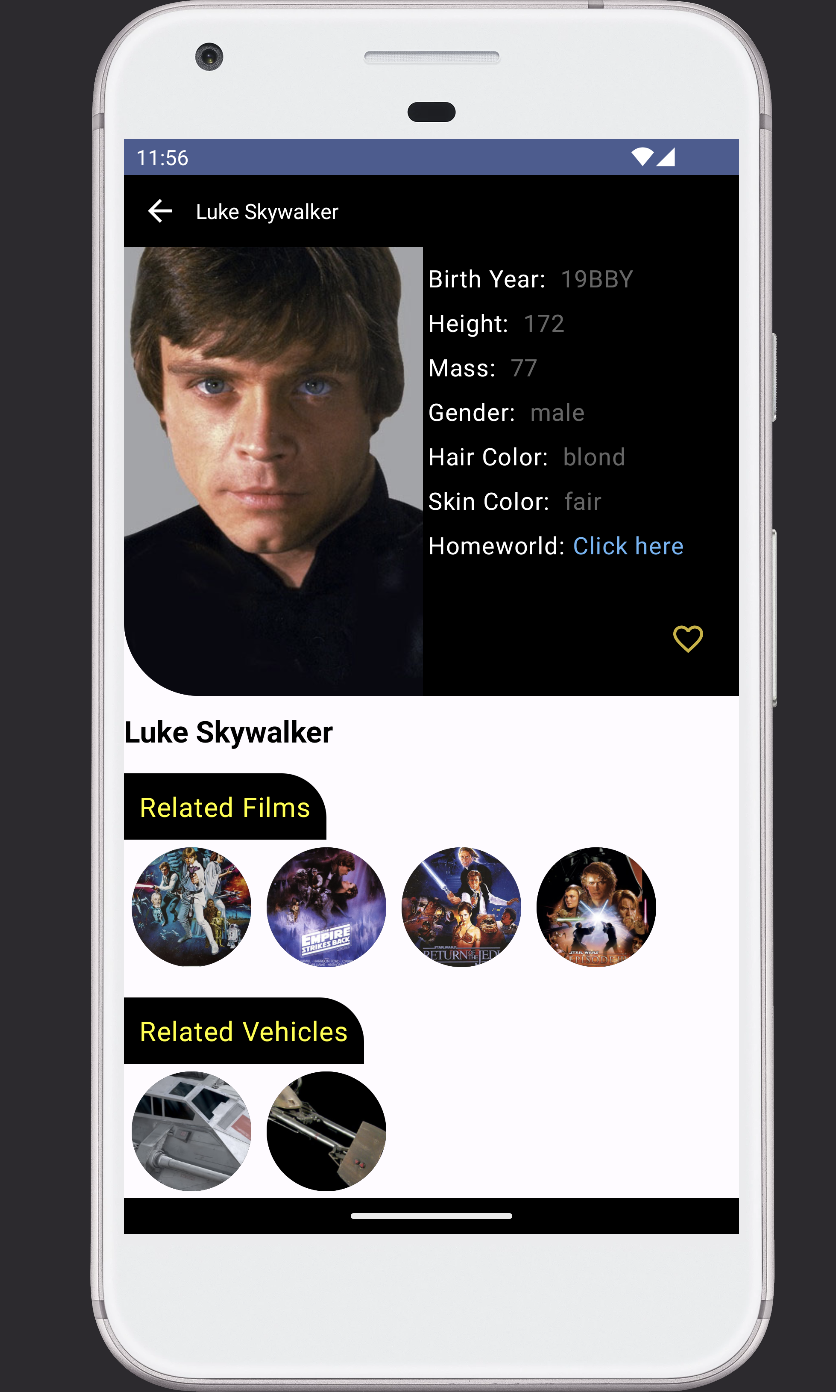 11:56
Luke Skywalker
Birth Year: 19BBY
Height: 172
Mass: 77
Gender: male
Hair Color: blond
Skin Color: fair
Homeworld: Click here
Luke Skywalker
Related Films
EMPIRE
STRIKES BACK
RETURN OF THE JEDI
Related Vehicles